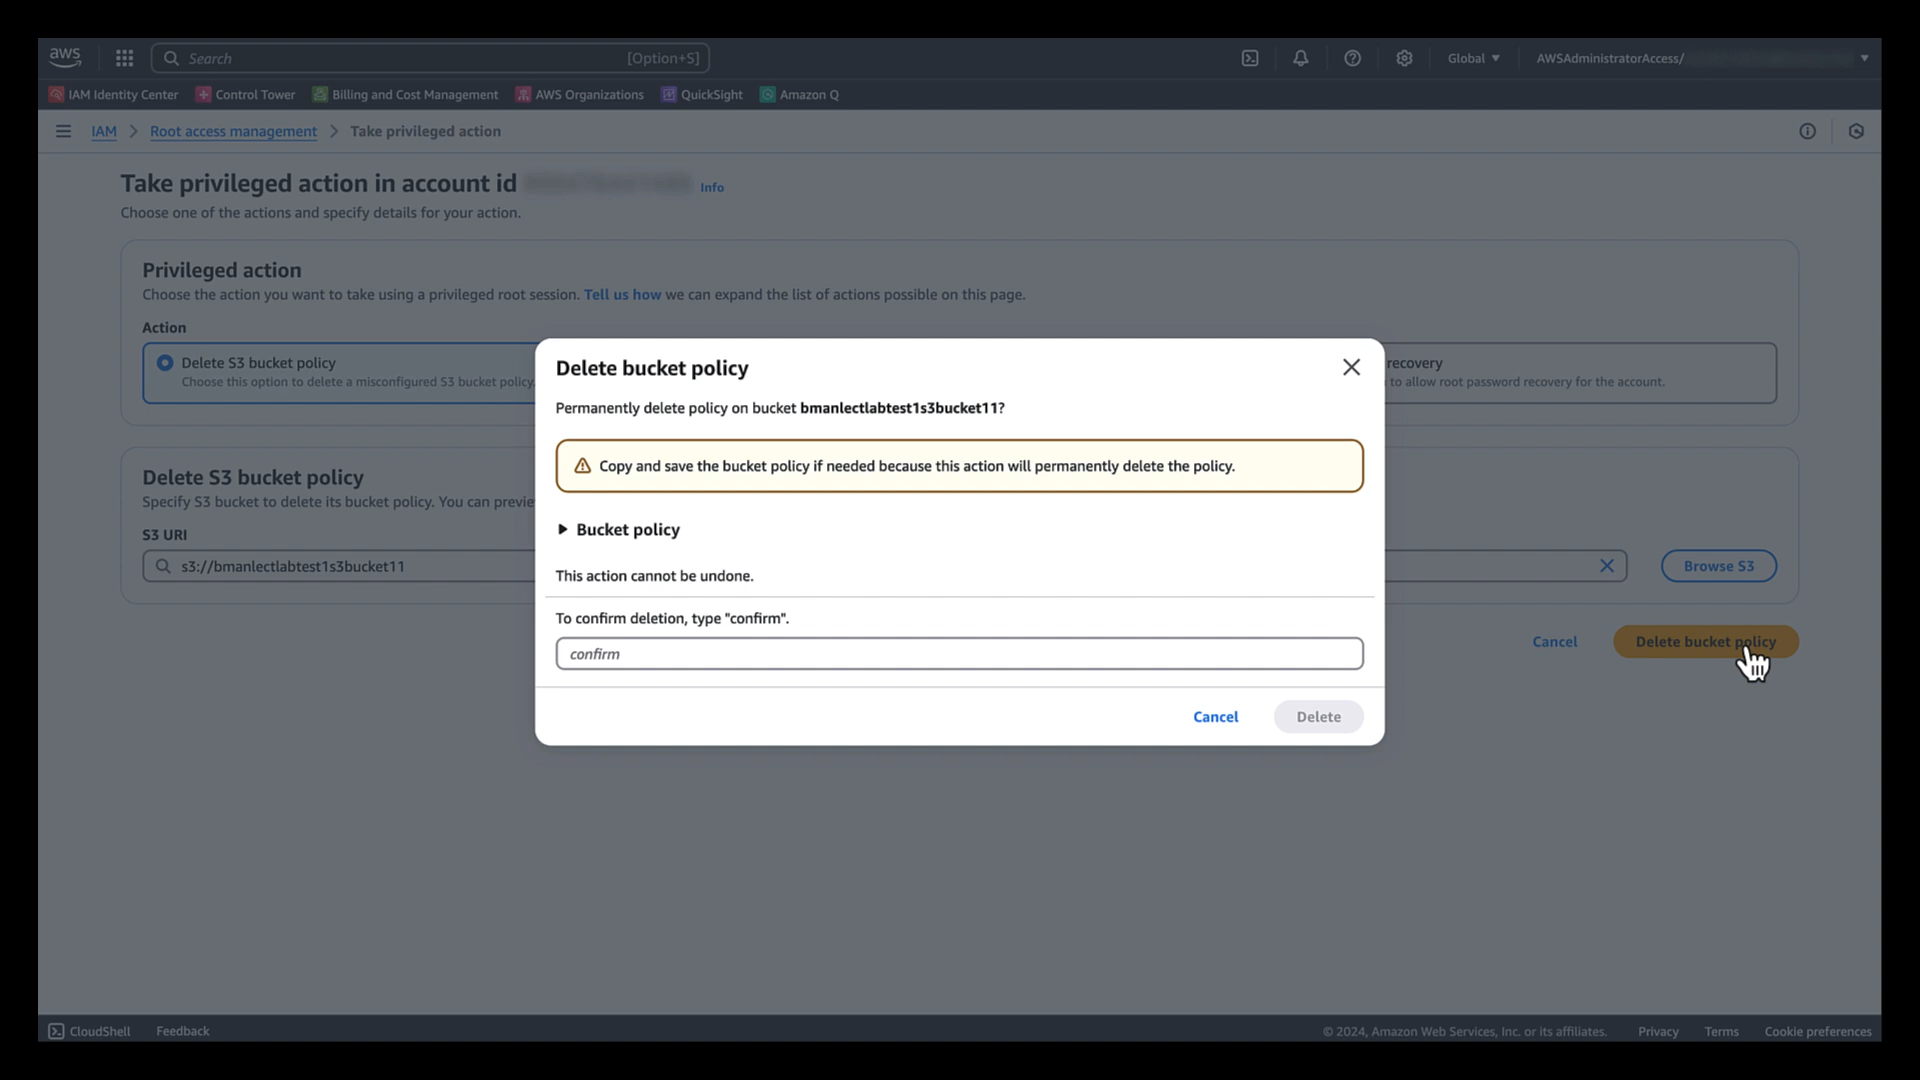 aws
Search [Option+S]
Global
AWSAdministratorAccess/
IAM Identity Center Control Tower Billing and Cost Management AWS Organizations QuickSight Amazon Q
IAM Root access management Take privileged action
Take privileged action in account id Info
Choose one of the actions and specify details for your action.
Privileged action
Choose the action you want to take using a privileged root session. Tell us how we can expand the list of actions possible on this page.
Action
Delete S3 bucket policy
Choose this option to delete a misconfigured S3 bucket policy.
recovery
to allow root password recovery for the account.
Delete S3 bucket policy
Specify S3 bucket to delete its bucket policy. You can
S3 URI
s3://bmanlectlabtest1s3bucket11
Browse S3
Cancel Delete bucket policy
Delete bucket policy
Permanently delete policy on bucket bmanlectlabtest1s3bucket11?
Copy and save the bucket policy if needed because this action will permanently delete the policy.
Bucket policy
This action cannot be undone.
To confirm deletion, type "confirm".
confirm
Cancel Delete
CloudShell Feedback
© 2024, Amazon Web Services, Inc. or its affiliates. Privacy Terms Cookie preferences